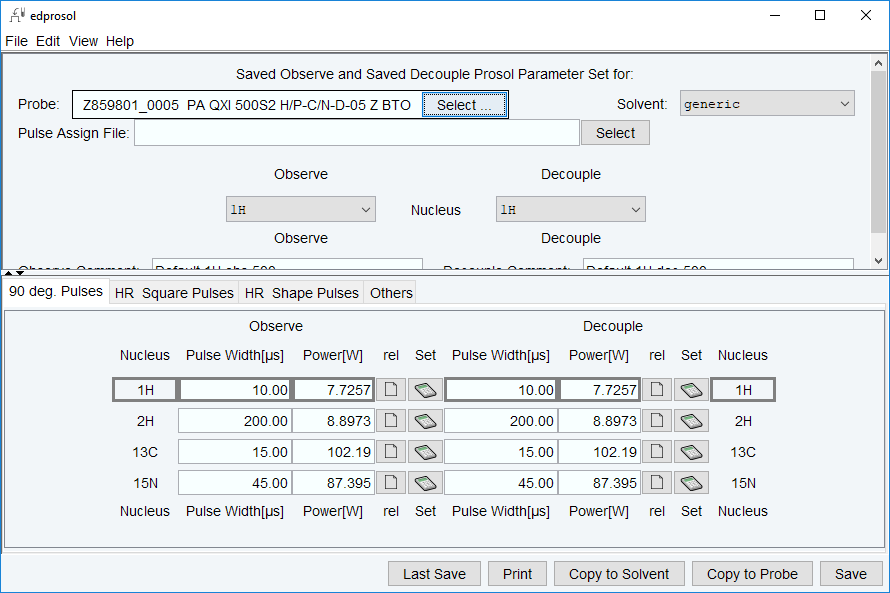 edprosol
File Edit View Help
Saved Observe and Saved Decouple Prosol Parameter Set for:
Probe: Z859801_0005 PA QXI 500S2 H/P-C/N-D-05 Z BTO Select ... Solvent: generic
Pulse Assign File: Select
Observe Decouple
1H Nucleus 1H
Observe Decouple
Observe Comment: Default 1H obs 500 Decouple Comment: Default 1H dec 500
90 deg. Pulses HR Square Pulses HR Shape Pulses Others
Observe Decouple
Nucleus Pulse Width[µs] Power[W] rel Set Pulse Width[µs] Power[W] rel Set Nucleus
1H 10.00 7.7257 10.00 7.7257 1H
2H 200.00 8.8973 200.00 8.8973 2H
13C 15.00 102.19 15.00 102.19 13C
15N 45.00 87.395 45.00 87.395 15N
Nucleus Pulse Width[µs] Power[W] rel Set Pulse Width[µs] Power[W] rel Set Nucleus
Last Save Print Copy to Solvent Copy to Probe Save